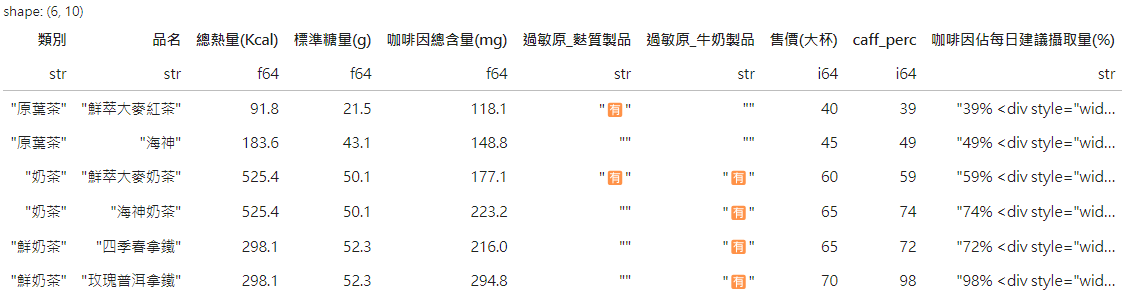 shape: (6, 10)
類別 品名 總熱量(Kcal) 標準糖量(g) 咖啡因總含量(mg) 過敏原_麩質製品 過敏原_牛奶製品 售價(大杯) caff_perc 咖啡因佔每日建議攝取量(%)
str str f64 f64 f64 str str i64 i64 str
"原葉茶" "鮮萃大麥紅茶" 91.8 21.5 118.1 "🈶" "" 40 39 "39% <div style="wid...
"原葉茶" "海神" 183.6 43.1 148.8 "" "" 45 49 "49% <div style="wid...
"奶茶" "鮮萃大麥奶茶" 525.4 50.1 177.1 "🈶" "🈶" 60 59 "59% <div style="wid...
"奶茶" "海神奶茶" 525.4 50.1 223.2 "" "🈶" 65 74 "74% <div style="wid...
"鮮奶茶" "四季春拿鐵" 298.1 52.3 216.0 "" "🈶" 65 72 "72% <div style="wid...
"鮮奶茶" "玫瑰普洱拿鐵" 298.1 52.3 294.8 "" "🈶" 70 98 "98% <div style="wid...